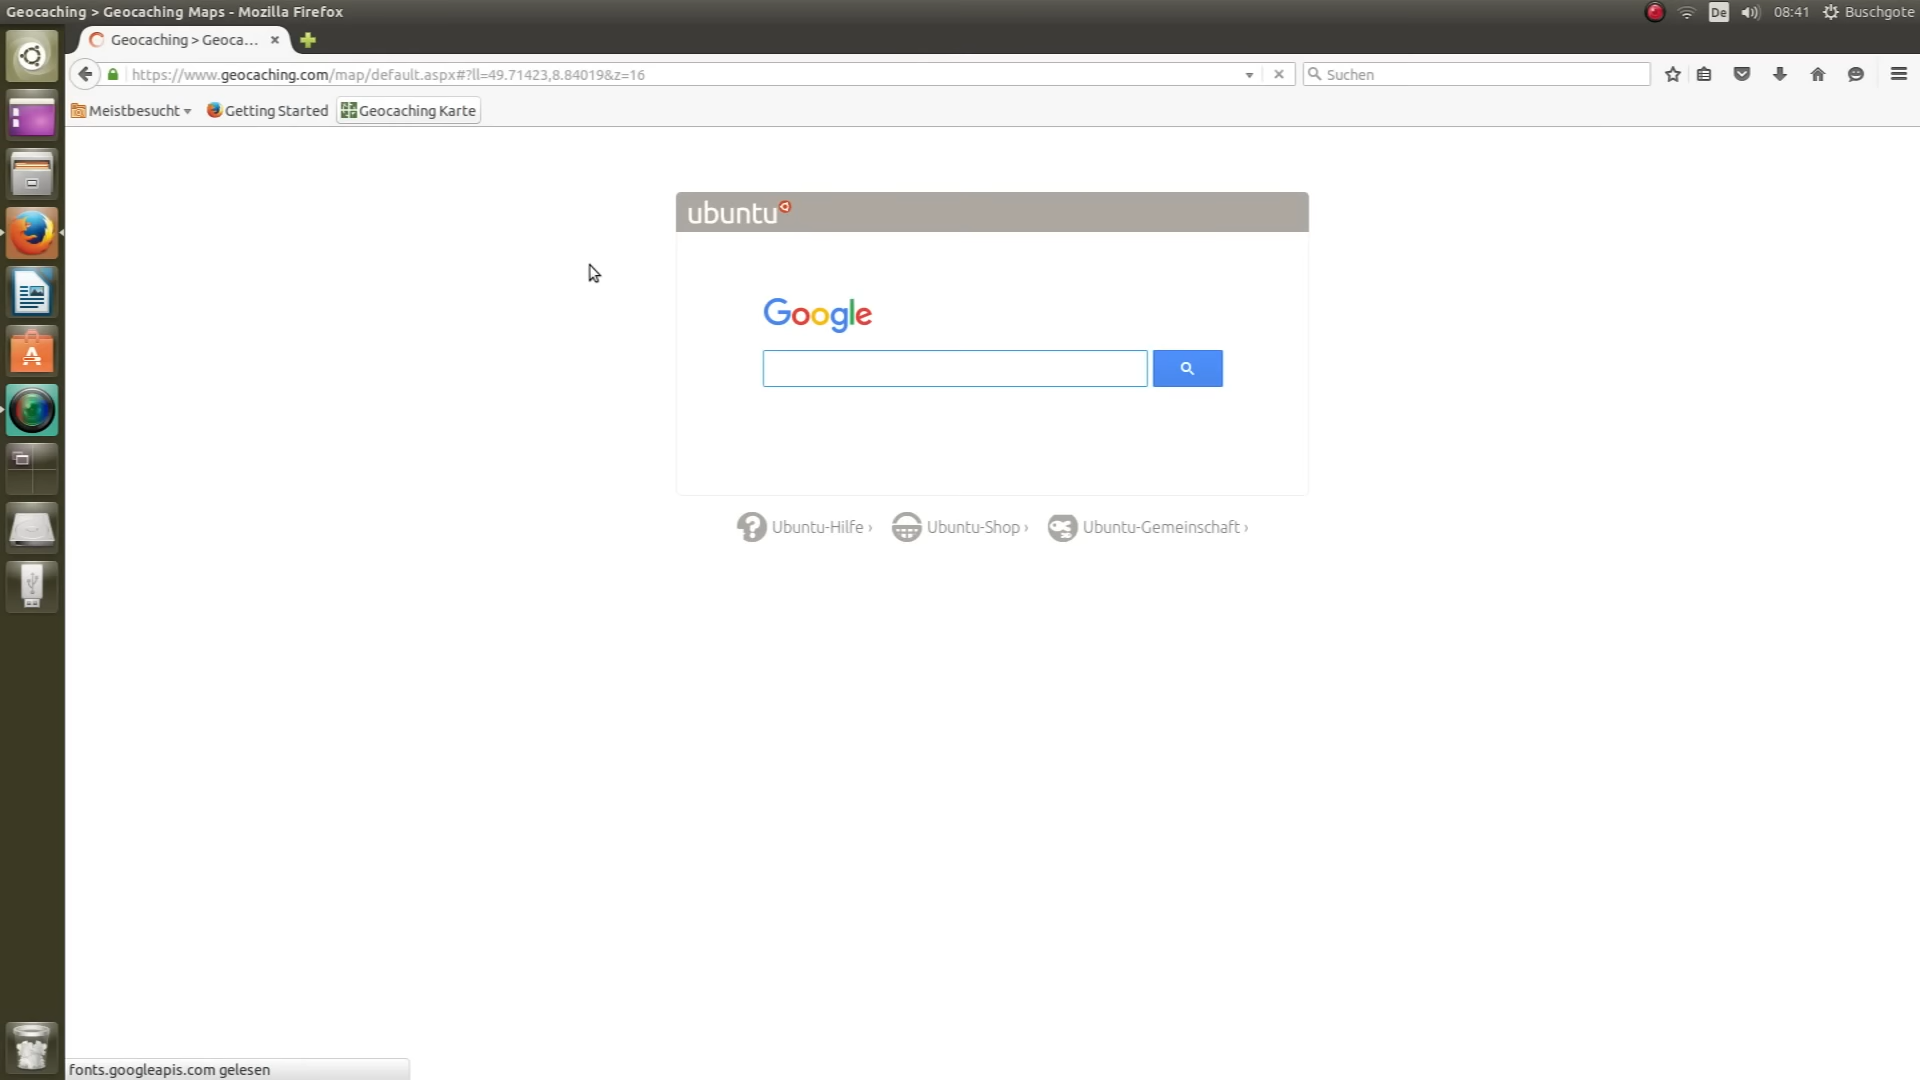 Geocaching > Geocaching Maps - Mozilla Firefox
De
08:41
Buschgote
Geocaching > Geoca...
https://www.geocaching.com/map/default.aspx#?ll=49.71423,8.84019&z=16
Suchen
Meistbesucht
Getting Started
Geocaching Karte
ubuntu
Google
Ubuntu-Hilfe ›
Ubuntu-Shop ›
Ubuntu-Gemeinschaft ›
fonts.googleapis.com gelesen